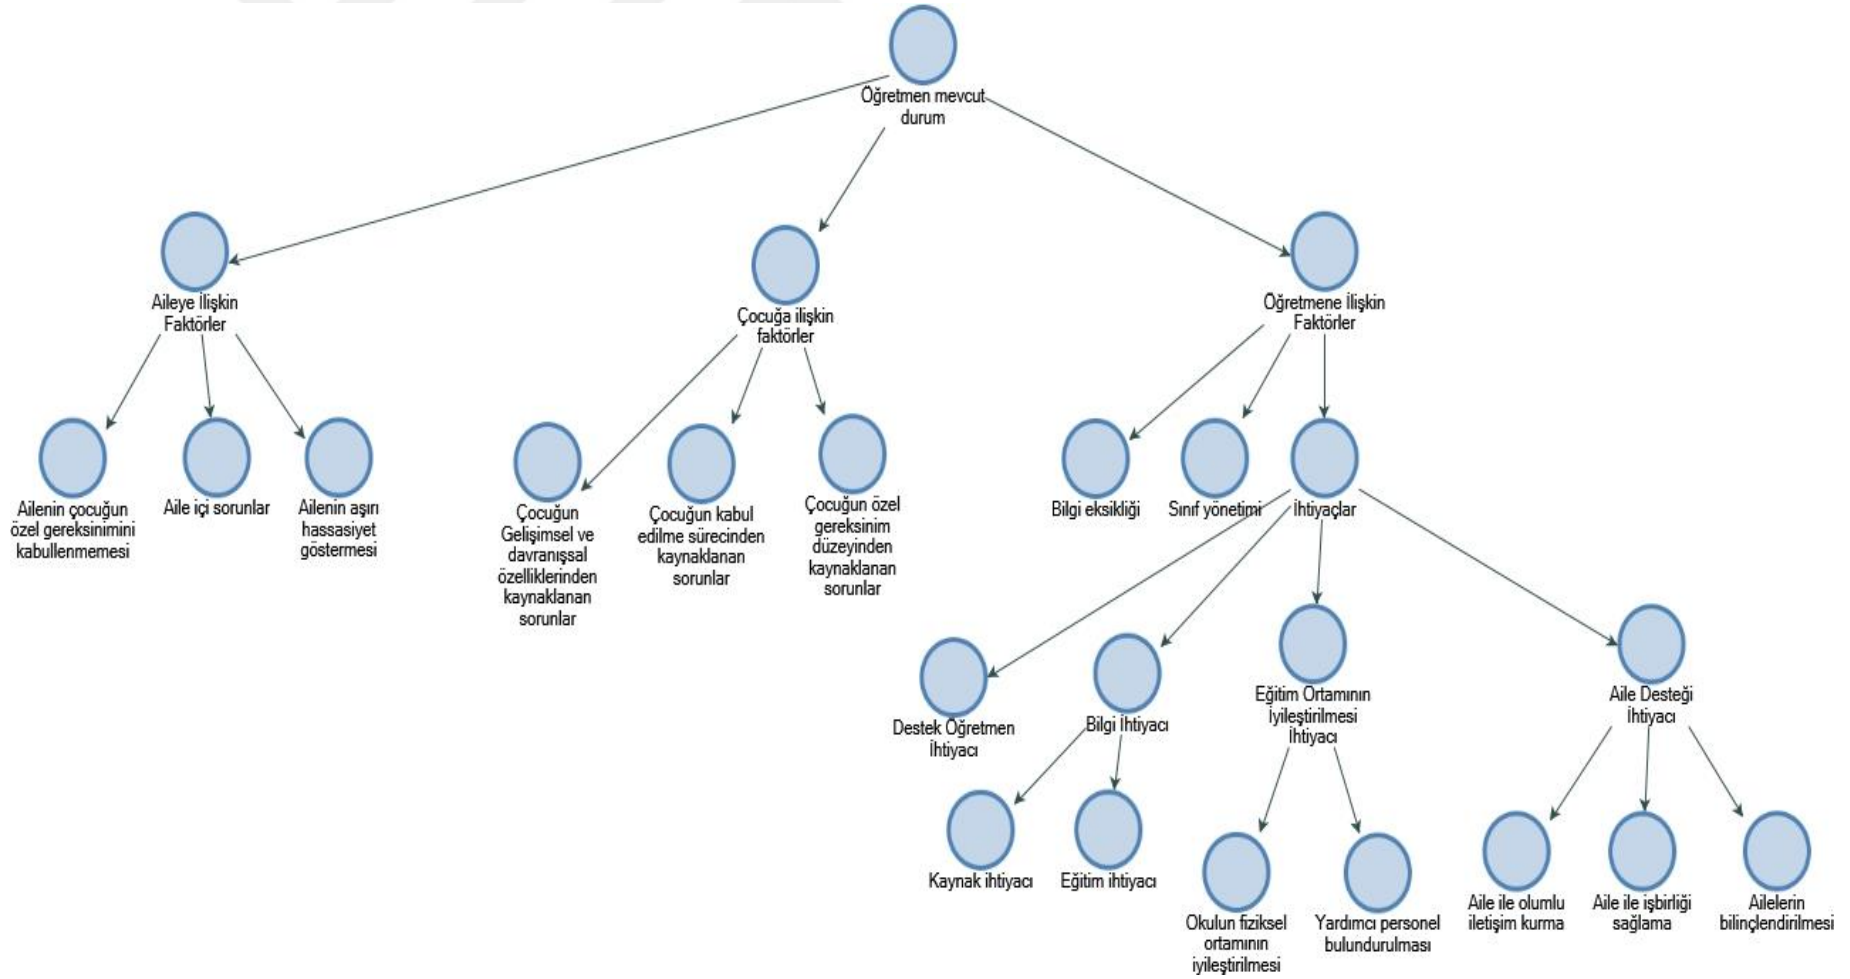 Öğretmen mevcut
durum
Aileye İlişkin
Faktörler
Çocuğa ilişkin
faktörler
Öğretmene İlişkin
Faktörler
Ailenin çocuğun
özel gereksinimini
kabullenmemesi
Aile içi sorunlar
Ailenin aşırı
hassasiyet
göstermesi
Çocuğun
Gelişimsel ve
davranışsal
özelliklerinden
kaynaklanan
sorunlar
Çocuğun kabul
edilme sürecinden
kaynaklanan
sorunlar
Çocuğun özel
gereksinim
düzeyinden
kaynaklanan
sorunlar
Bilgi eksikliği
Sınıf yönetimi
İhtiyaçlar
Destek Öğretmen
İhtiyacı
Bilgi İhtiyacı
Eğitim Ortamının
İyileştirilmesi
İhtiyacı
Aile Desteği
İhtiyacı
Kaynak ihtiyacı
Eğitim ihtiyacı
Okulun fiziksel
ortamının
iyileştirilmesi
Yardımcı personel
bulundurulması
Aile ile olumlu
iletişim kurma
Aile ile işbirliği
sağlama
Ailelerin
bilinçlendirilmesi